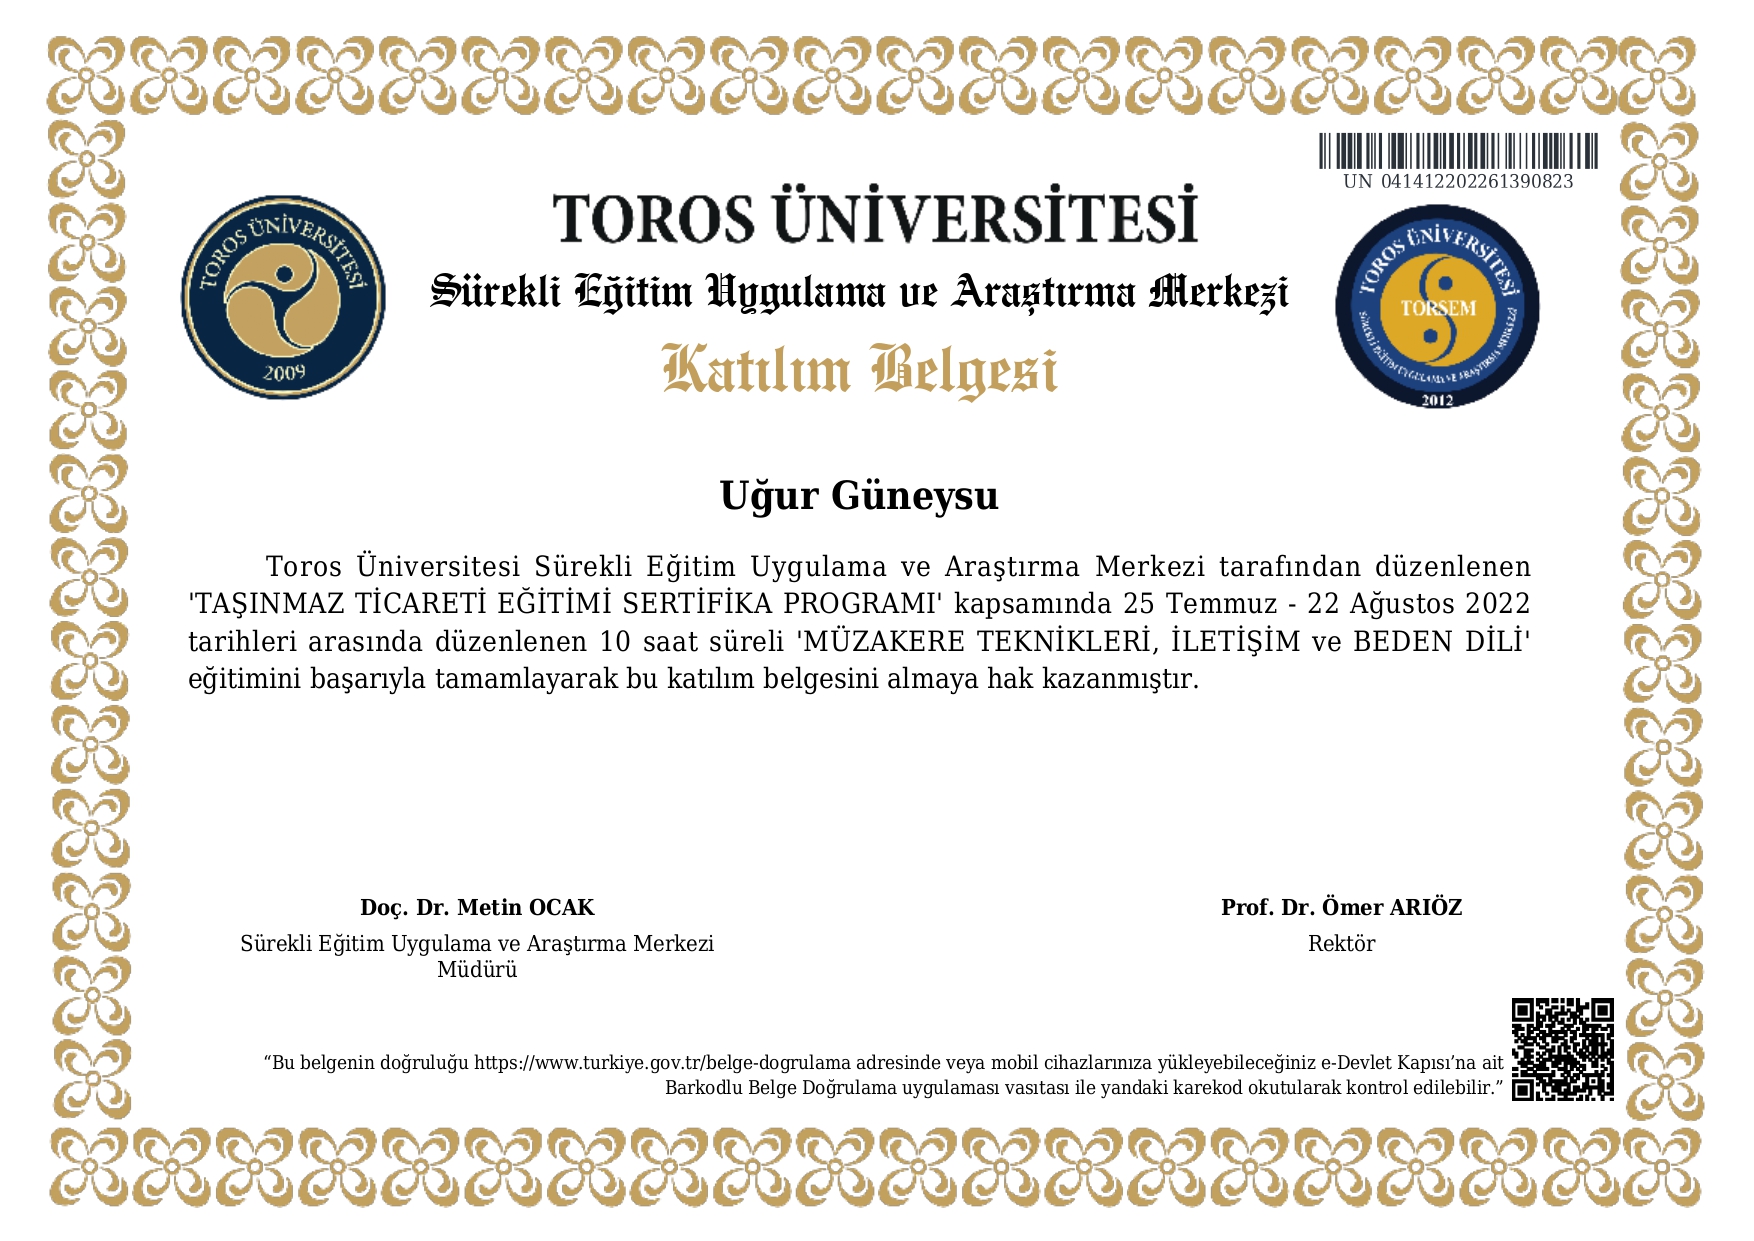 UN 041412202261390823
TOROS ÜNİVERSİTESİ
2009
TOROS ÜNİVERSİTESİ
Sürekli Eğitim Uygulama ve Araştırma Merkezi
Katılım Belgesi
TOROS ÜNİVERSİTESİ
TORSEM
SÜREKLİ EĞİTİM UYGULAMA VE ARAŞTIRMA MERKEZİ
2012
Uğur Güneysu
Toros Üniversitesi Sürekli Eğitim Uygulama ve Araştırma Merkezi tarafından düzenlenen
'TAŞINMAZ TİCARETİ EĞİTİMİ SERTİFİKA PROGRAMI' kapsamında 25 Temmuz - 22 Ağustos 2022
tarihleri arasında düzenlenen 10 saat süreli 'MÜZAKERE TEKNİKLERİ, İLETİŞİM ve BEDEN DİLİ'
eğitimini başarıyla tamamlayarak bu katılım belgesini almaya hak kazanmıştır.
Doç. Dr. Metin OCAK
Sürekli Eğitim Uygulama ve Araştırma Merkezi
Müdürü
Prof. Dr. Ömer ARIÖZ
Rektör
“Bu belgenin doğruluğu https://www.turkiye.gov.tr/belge-dogrulama adresinde veya mobil cihazlarınıza yükleyebileceğiniz e-Devlet Kapısı’na ait
Barkodlu Belge Doğrulama uygulaması vasıtası ile yandaki karekod okutularak kontrol edilebilir.”